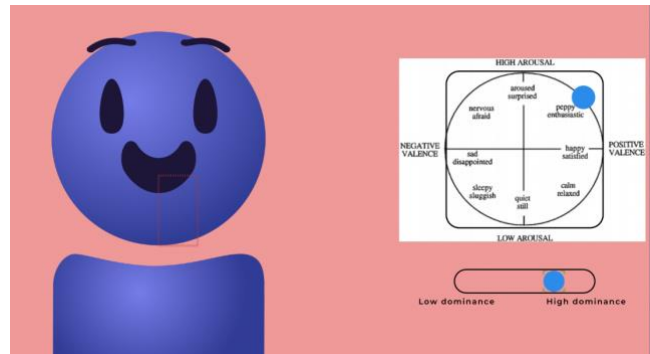 HIGH AROUSAL
aroused
surprised
nervous
afraid
peppy
enthusiastic
NEGATIVE
VALENCE
POSITIVE
VALENCE
sad
disappointed
happy
satisfied
sleepy
sluggish
calm
relaxed
quiet
still
LOW AROUSAL
Low dominance
High dominance